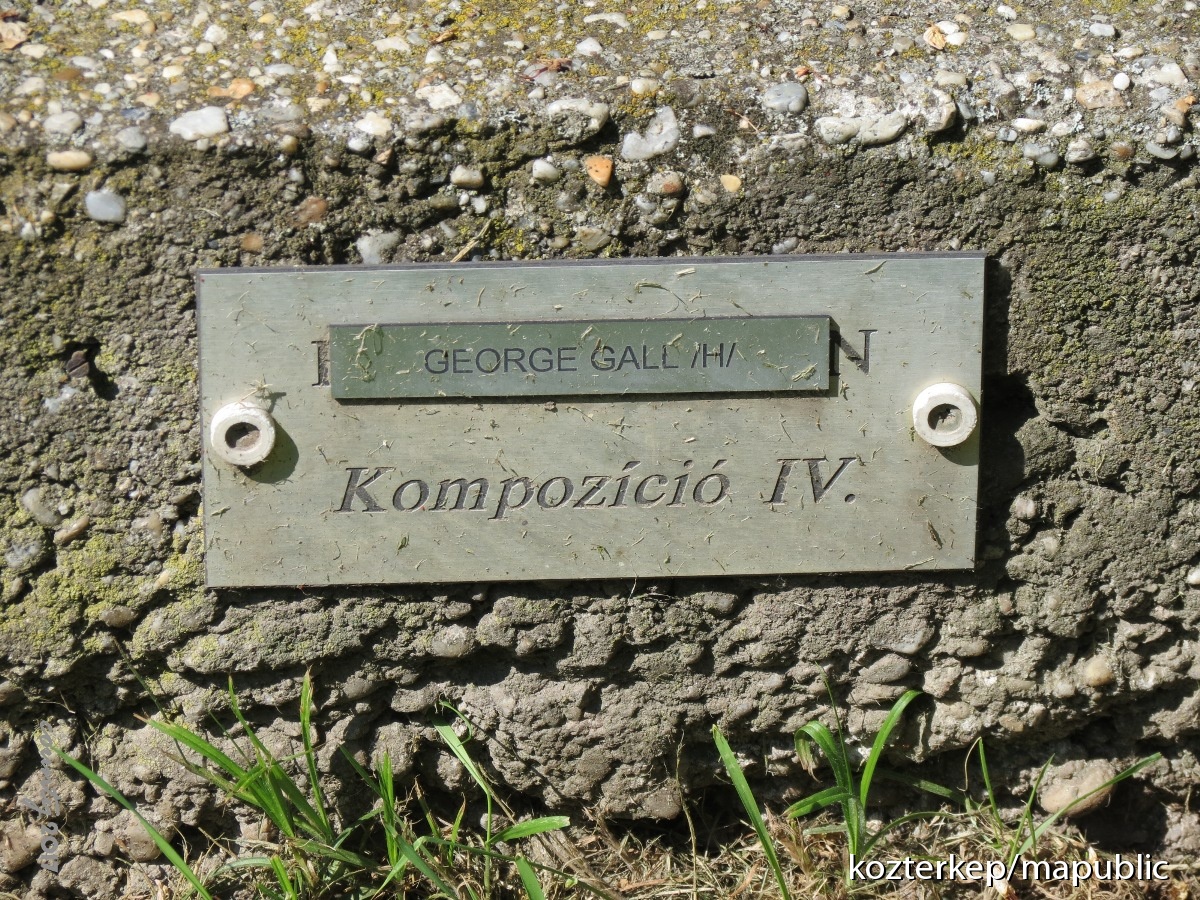 GEORGE GALL /H/
N
Kompozíció IV.
kozterkep/mapublic